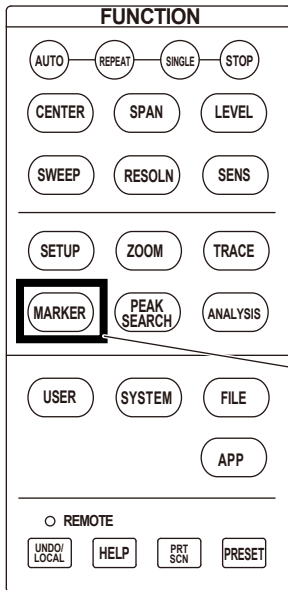 FUNCTION
AUTO REPEAT SINGLE STOP
CENTER SPAN LEVEL
SWEEP RESOLN SENS
SETUP ZOOM TRACE
MARKER PEAK SEARCH ANALYSIS
USER SYSTEM FILE
APP
REMOTE
UNDO/LOCAL HELP PRT SCN PRESET